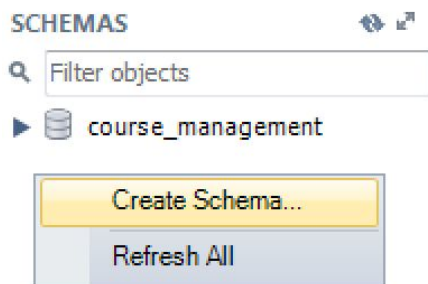 SCHEMAS
Filter objects
course_management
Create Schema...
Refresh All